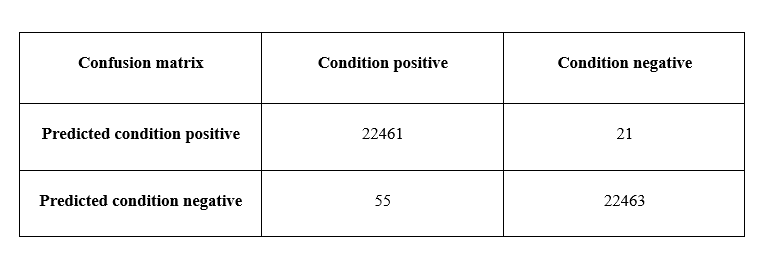 Confusion matrix Condition positive Condition negative
Predicted condition positive 22461 21
Predicted condition negative 55 22463